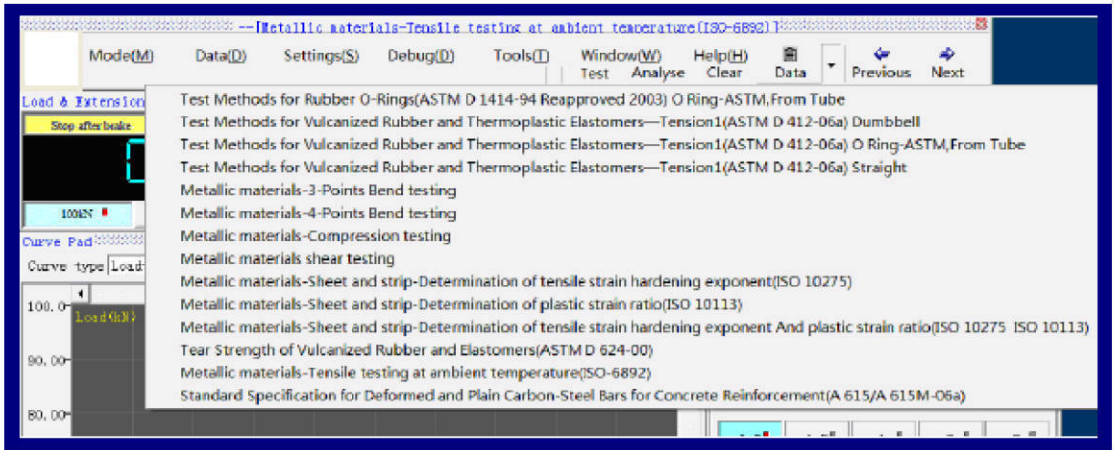 --[Metallic materials-Tensile testing at ambient temperature(ISO-6892)]
Mode(M) Data(D) Settings(S) Debug(D) Tools(T) Window(W) Help(H)
Test Analyse Clear Data Previous Next
Load & Extension
Test Methods for Rubber O-Rings(ASTM D 1414-94 Reapproved 2003) O Ring-ASTM,From Tube
Stop after brake
Test Methods for Vulcanized Rubber and Thermoplastic Elastomers—Tension1(ASTM D 412-06a) Dumbbell
Test Methods for Vulcanized Rubber and Thermoplastic Elastomers—Tension1(ASTM D 412-06a) O Ring-ASTM,From Tube
Test Methods for Vulcanized Rubber and Thermoplastic Elastomers—Tension1(ASTM D 412-06a) Straight
Metallic materials-3-Points Bend testing
100kN
Metallic materials-4-Points Bend testing
Metallic materials-Compression testing
Curve Pad
Metallic materials shear testing
Curve type Load
Metallic materials-Sheet and strip-Determination of tensile strain hardening exponent(ISO 10275)
Metallic materials-Sheet and strip-Determination of plastic strain ratio(ISO 10113)
100.0
Load(kN)
Metallic materials-Sheet and strip-Determination of tensile strain hardening exponent And plastic strain ratio(ISO 10275 ISO 10113)
Tear Strength of Vulcanized Rubber and Elastomers(ASTM D 624-00)
90.00
Metallic materials-Tensile testing at ambient temperature(ISO-6892)
Standard Specification for Deformed and Plain Carbon-Steel Bars for Concrete Reinforcement(A 615/A 615M-06a)
80.00